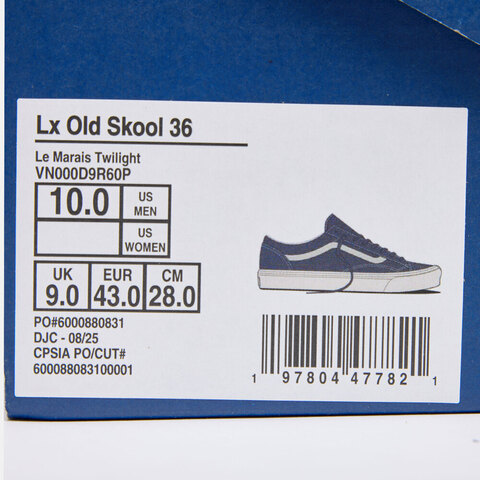 Lx Old Skool 36
Le Marais Twilight
VN000D9R60P
10.0 US MEN
US WOMEN
UK EUR CM
9.0 43.0 28.0
PO#6000880831
DJC - 08/25
CPSIA PO/CUT#
600088083100001
1 97804 47782 1